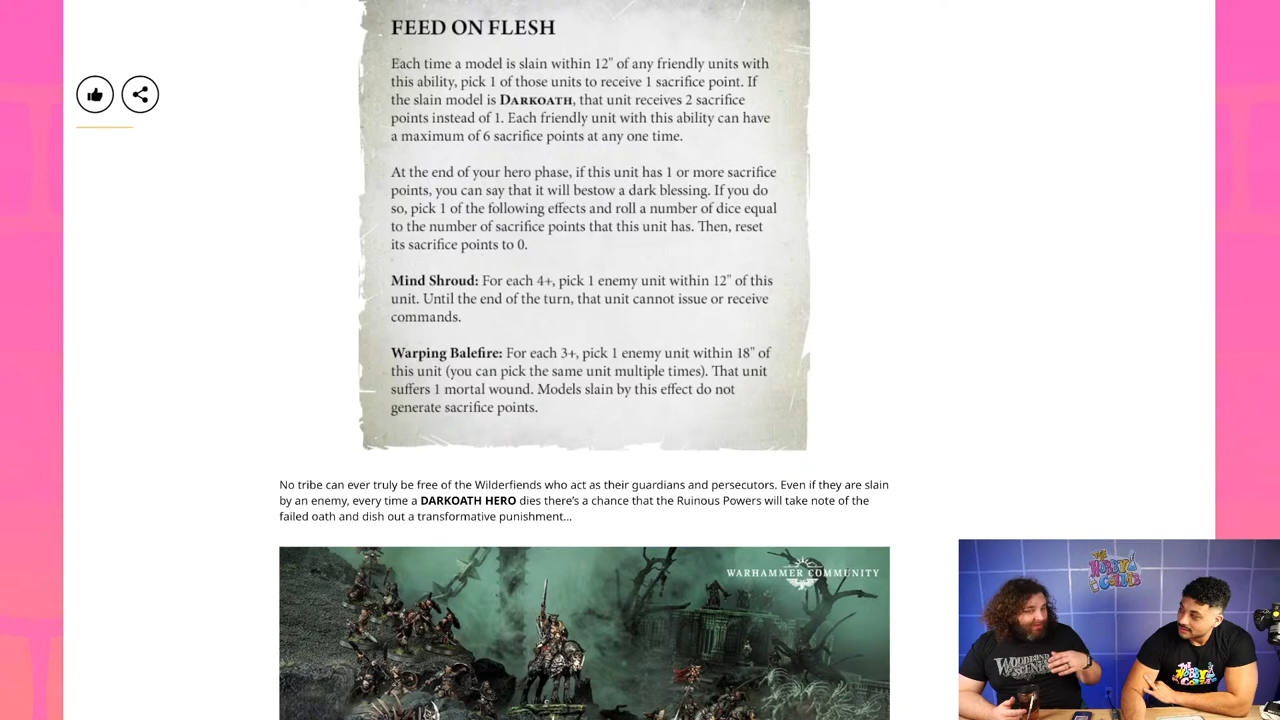 FEED ON FLESH
Each time a model is slain within 12" of any friendly units with
this ability, pick 1 of those units to receive 1 sacrifice point. If
the slain model is DARKOATH, that unit receives 2 sacrifice
points instead of 1. Each friendly unit with this ability can have
a maximum of 6 sacrifice points at any one time.
At the end of your hero phase, if this unit has 1 or more sacrifice
points, you can say that it will bestow a dark blessing. If you do
so, pick 1 of the following effects and roll a number of dice equal
to the number of sacrifice points that this unit has. Then, reset
its sacrifice points to 0.
Mind Shroud: For each 4+, pick 1 enemy unit within 12" of this
unit. Until the end of the turn, that unit cannot issue or receive
commands.
Warping Balefire: For each 3+, pick 1 enemy unit within 18" of
this unit (you can pick the same unit multiple times). That unit
suffers 1 mortal wound. Models slain by this effect do not
generate sacrifice points.
No tribe can ever truly be free of the Wilderfiends who act as their guardians and persecutors. Even if they are slain
by an enemy, every time a DARKOATH HERO dies there's a chance that the Ruinous Powers will take note of the
failed oath and dish out a transformative punishment...
WARHAMMER COMMUNITY
THE
HOBBY
WOODLAND
SCENICS